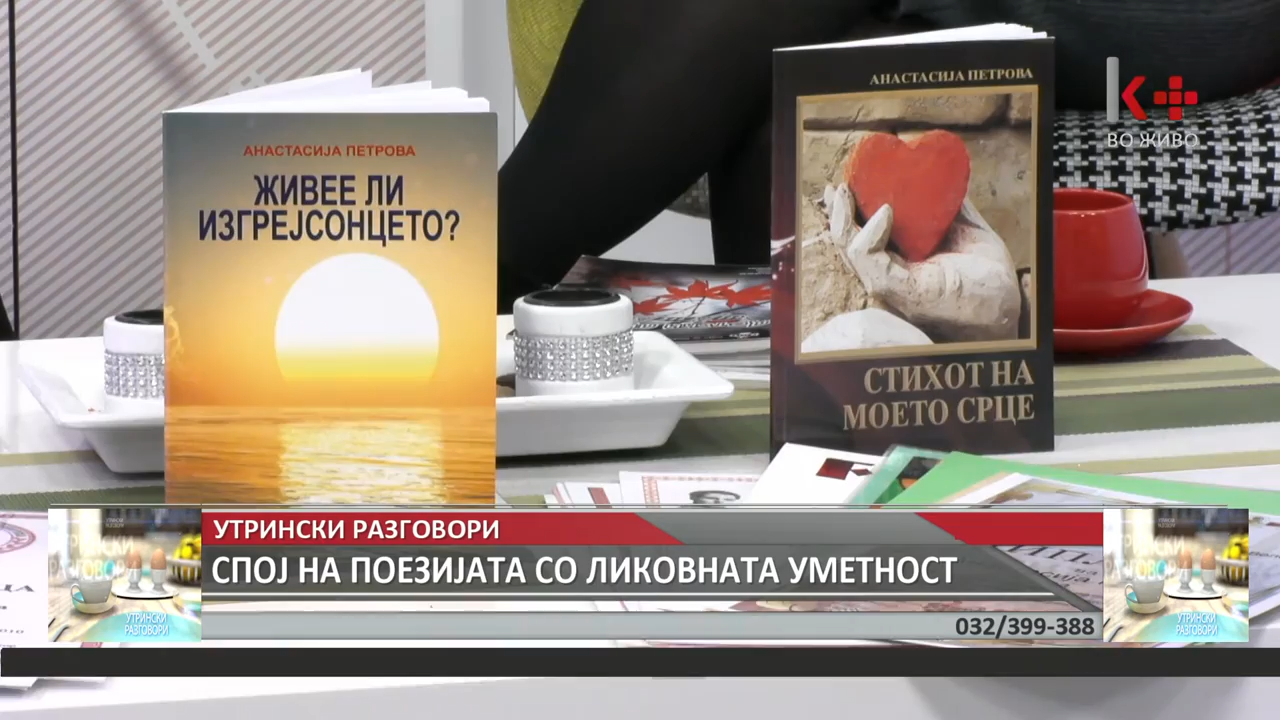 АНАСТАСИЈА ПЕТРОВА
ЖИВЕЕ ЛИ
ИЗГРЕЈСОНЦЕТО?
АНАСТАСИЈА ПЕТРОВА
СТИХОТ НА
МОЕТО СРЦЕ
K+
ВО ЖИВО
УТРИНСКИ РАЗГОВОРИ
СПОЈ НА ПОЕЗИЈАТА СО ЛИКОВНАТА УМЕТНОСТ
032/399-388
УТРИНСКИ
РАЗГОВОРИ
УТРИНСКИ
РАЗГОВОРИ